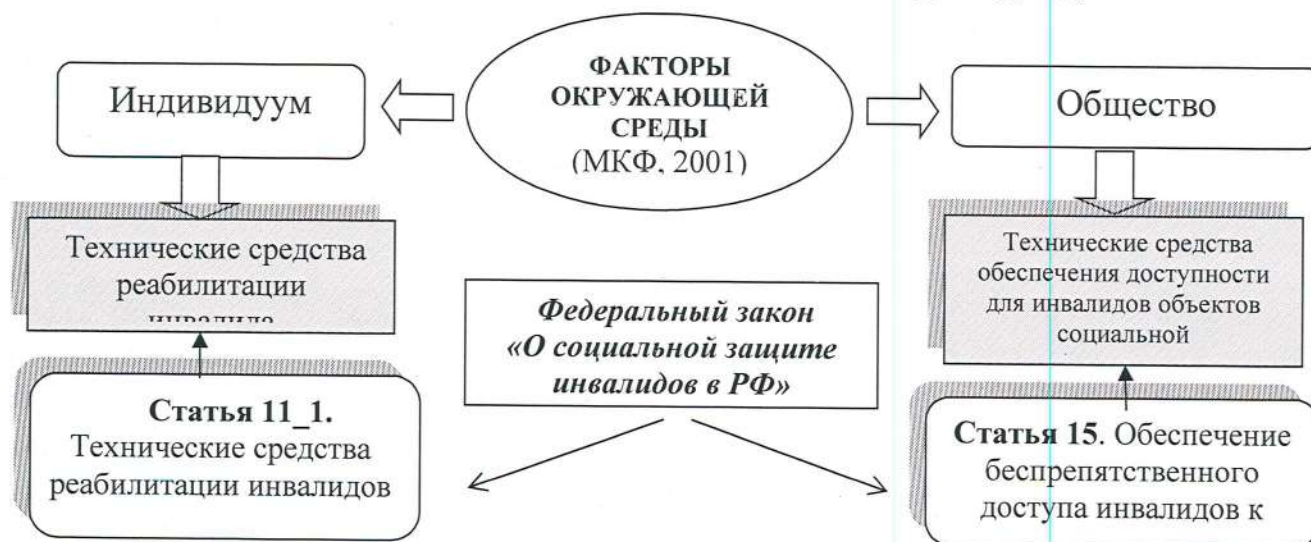 ФАКТОРЫ
ОКРУЖАЮЩЕЙ
СРЕДЫ
(МКФ, 2001)
Индивидуум
Общество
Технические средства
реабилитации
инвалида
Технические средства
обеспечения доступности
для инвалидов объектов
социальной
Федеральный закон
«О социальной защите
инвалидов в РФ»
Статья 11_1.
Технические средства
реабилитации инвалидов
Статья 15. Обеспечение
беспрепятственного
доступа инвалидов к